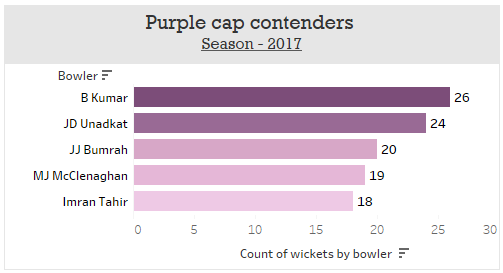 Purple cap contenders
Season - 2017
Bowler
B Kumar 26
JD Unadkat 24
JJ Bumrah 20
MJ McClenaghan 19
Imran Tahir 18
0 5 10 15 20 25 30
Count of wickets by bowler